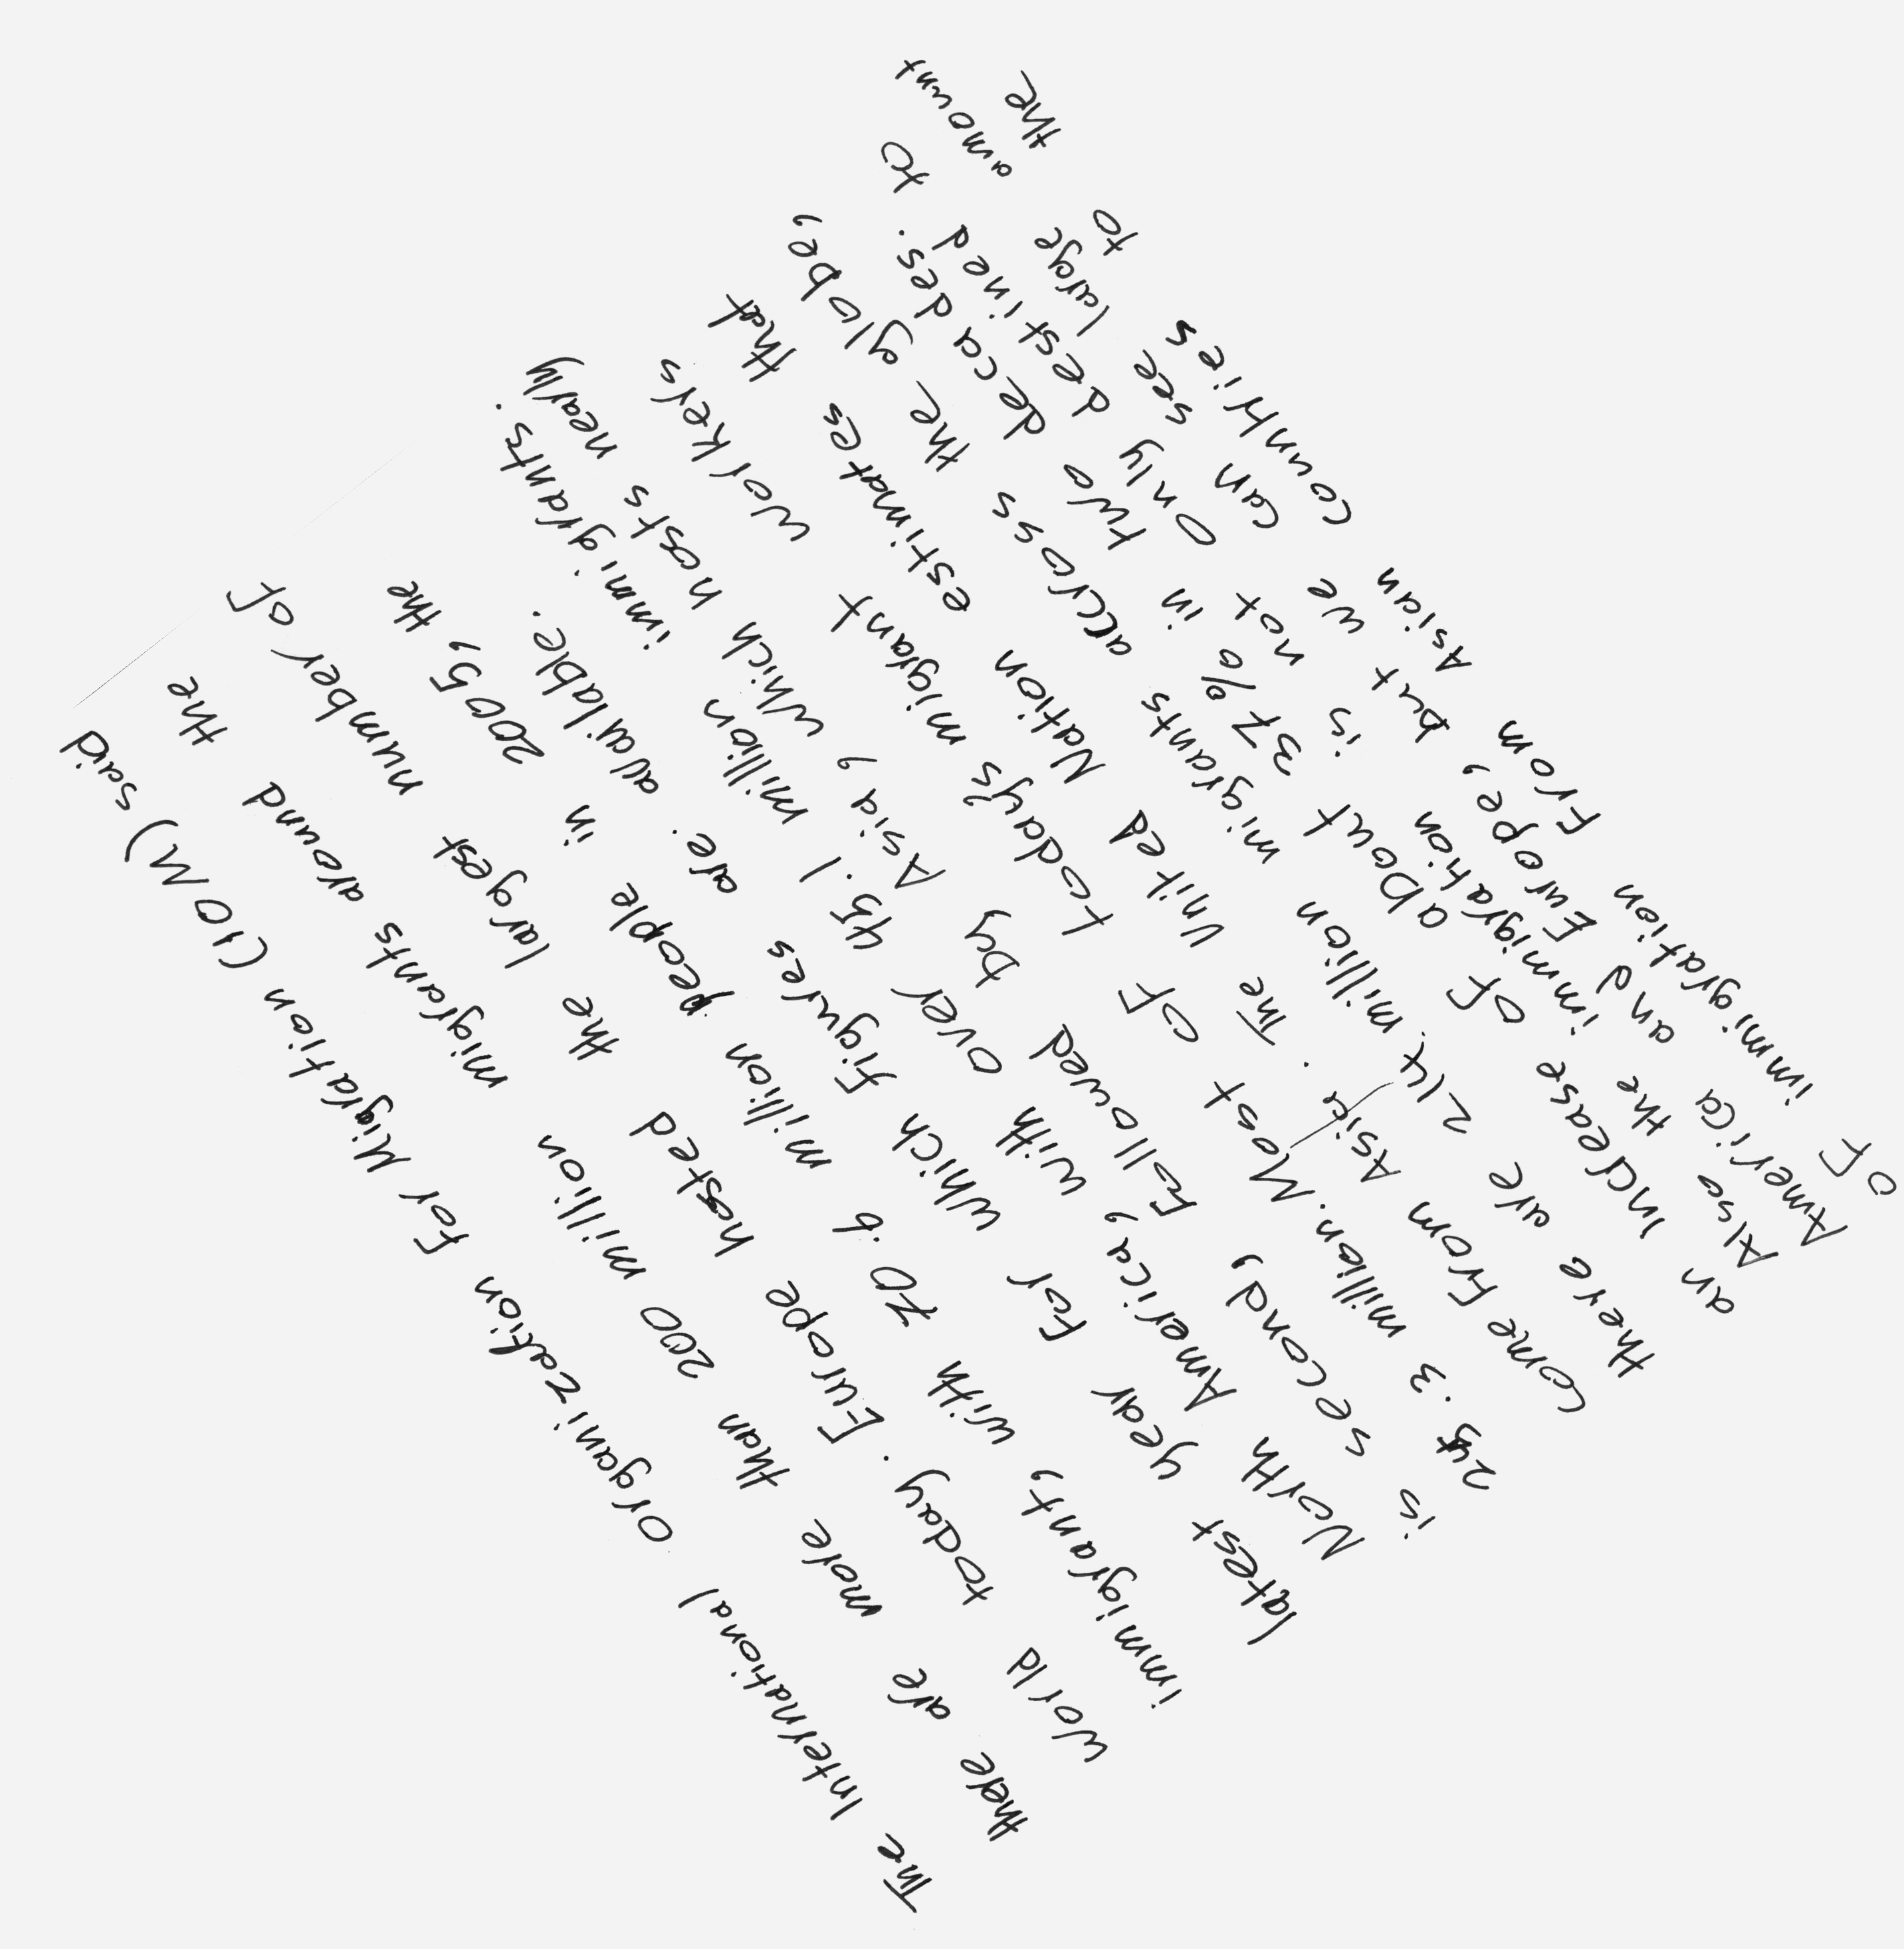 The International Organization for Migration (IOM) said
there are more than 200 million migrants around the
world today. Europe hosted the largest number of
immigrant, with 70.6 million people in 2005, the
latest year for which figures are. available.
North America, with over 45.1 million immigrants.
is second, Followed by Asia, wich hosts nearly
25.3 million. Most of today's migrant workers
come from Asia. The United Nation estimates that
there are 214 million migrants accross the globe,
an increase of about 37% in two decades.
Also the immigration is not only destined to
America and Europe, but we can see large amount
of immigration from Asian countries to the